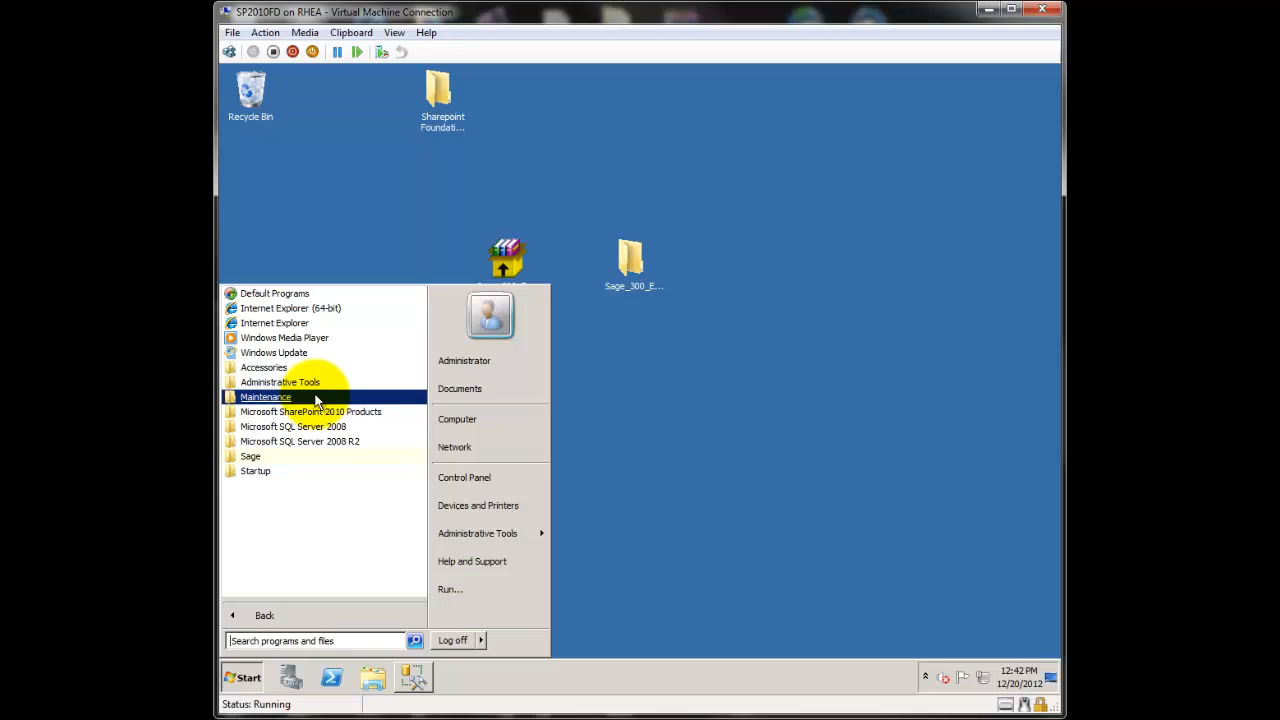 SP2010FD on RHEA - Virtual Machine Connection
File Action Media Clipboard View Help
Recycle Bin
Sharepoint
Foundati...
Sage_300_E...
Default Programs
Internet Explorer (64-bit)
Internet Explorer
Windows Media Player
Windows Update
Accessories
Administrative Tools
Maintenance
Microsoft SharePoint 2010 Products
Microsoft SQL Server 2008
Microsoft SQL Server 2008 R2
Sage
Startup
Back
Search programs and files
Administrator
Documents
Computer
Network
Control Panel
Devices and Printers
Administrative Tools
Help and Support
Run...
Log off
Start
12:42 PM
12/20/2012
Status: Running